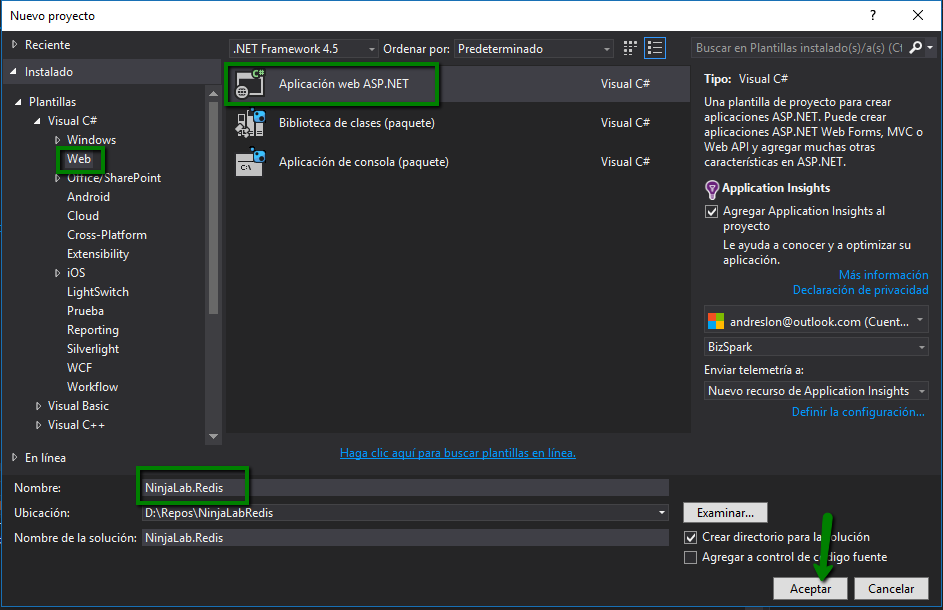 Nuevo proyecto
?
Reciente
Instalado
Plantillas
Visual C#
Windows
Web
Office/SharePoint
Android
Cloud
Cross-Platform
Extensibility
iOS
LightSwitch
Prueba
Reporting
Silverlight
WCF
Workflow
Visual Basic
Visual C++
En línea
.NET Framework 4.5
Ordenar por:
Predeterminado
Aplicación web ASP.NET
Visual C#
Biblioteca de clases (paquete)
Visual C#
Aplicación de consola (paquete)
Visual C#
Haga clic aquí para buscar plantillas en línea.
Buscar en Plantillas instalado(s)/a(s) (Ct
Tipo: Visual C#
Una plantilla de proyecto para crear
aplicaciones ASP.NET. Puede crear
aplicaciones ASP.NET Web Forms, MVC o
Web API y agregar muchas otras
características en ASP.NET.
Application Insights
Agregar Application Insights al
proyecto
Le ayuda a conocer y a optimizar su
aplicación.
Más información
Declaración de privacidad
andreslon@outlook.com (Cuent...
BizSpark
Enviar telemetría a:
Nuevo recurso de Application Insights
Definir la configuración...
Nombre:
NinjaLab.Redis
Ubicación:
D:\Repos\NinjaLabRedis
Nombre de la solución:
NinjaLab.Redis
Examinar...
Crear directorio para la solución
Agregar a control de código fuente
Aceptar
Cancelar